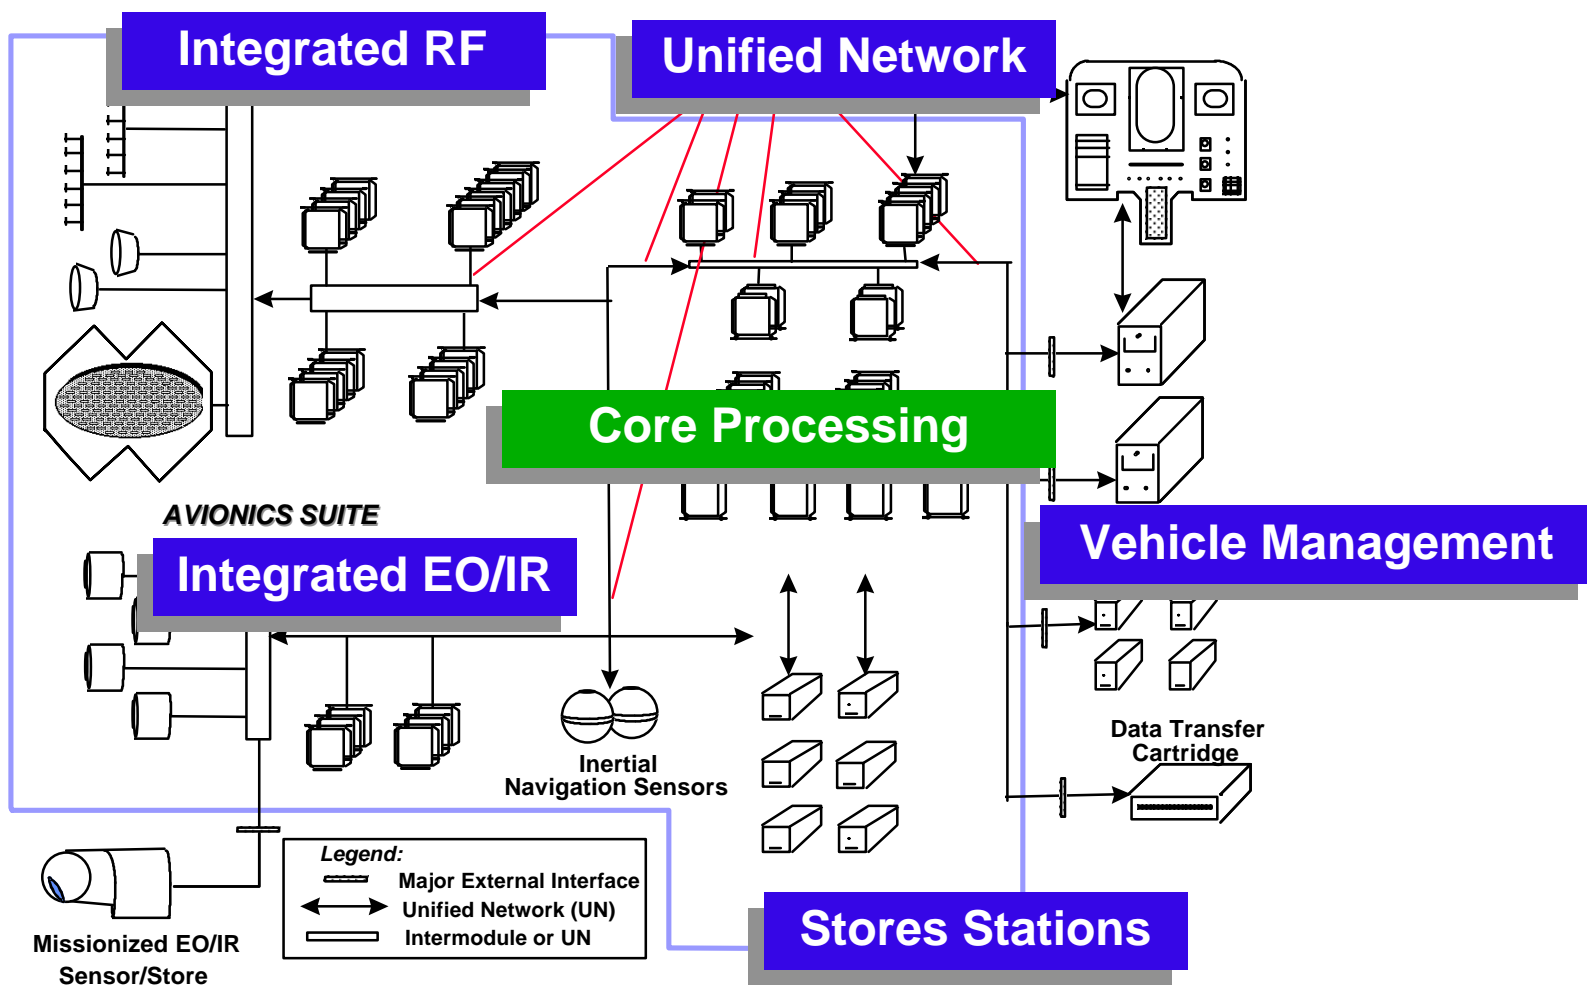 Integrated RF
Unified Network
Core Processing
AVIONICS SUITE
Integrated EO/IR
Vehicle Management
Inertial
Navigation Sensors
Data Transfer
Cartridge
Legend:
Major External Interface
Unified Network (UN)
Intermodule or UN
Missionized EO/IR
Sensor/Store
Stores Stations